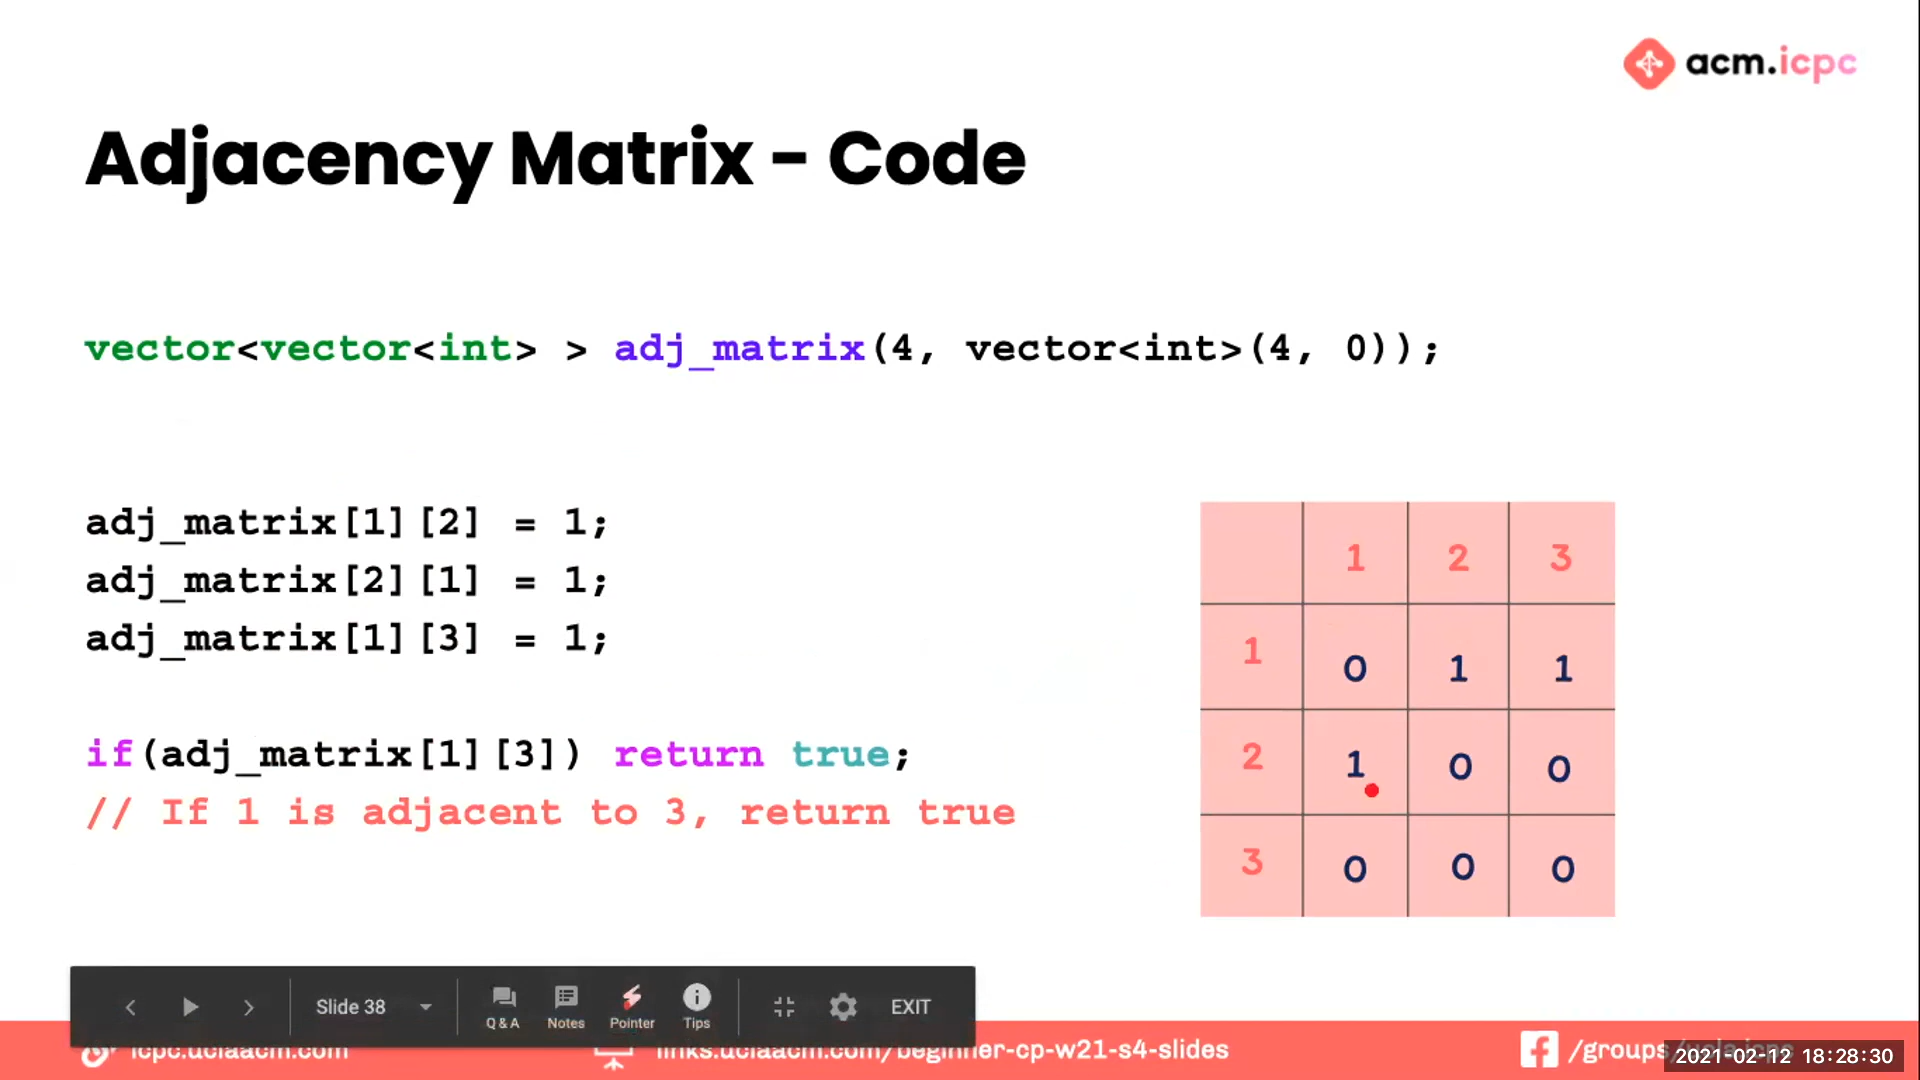 acm.icpc
Adjacency Matrix - Code
vector<vector<int> > adj_matrix(4, vector<int>(4, 0));
adj_matrix[1][2] = 1;
adj_matrix[2][1] = 1;
adj_matrix[1][3] = 1;
if(adj_matrix[1][3]) return true;
// If 1 is adjacent to 3, return true
1 2 3
1 0 1 1
2 1 0 0
3 0 0 0
Slide 38
Q & A Notes Pointer Tips
EXIT
icpc.uclaacm.com
links.uclaacm.com/beginner-cp-w21-s4-slides
/groups/
2021-02-12 18:28:30